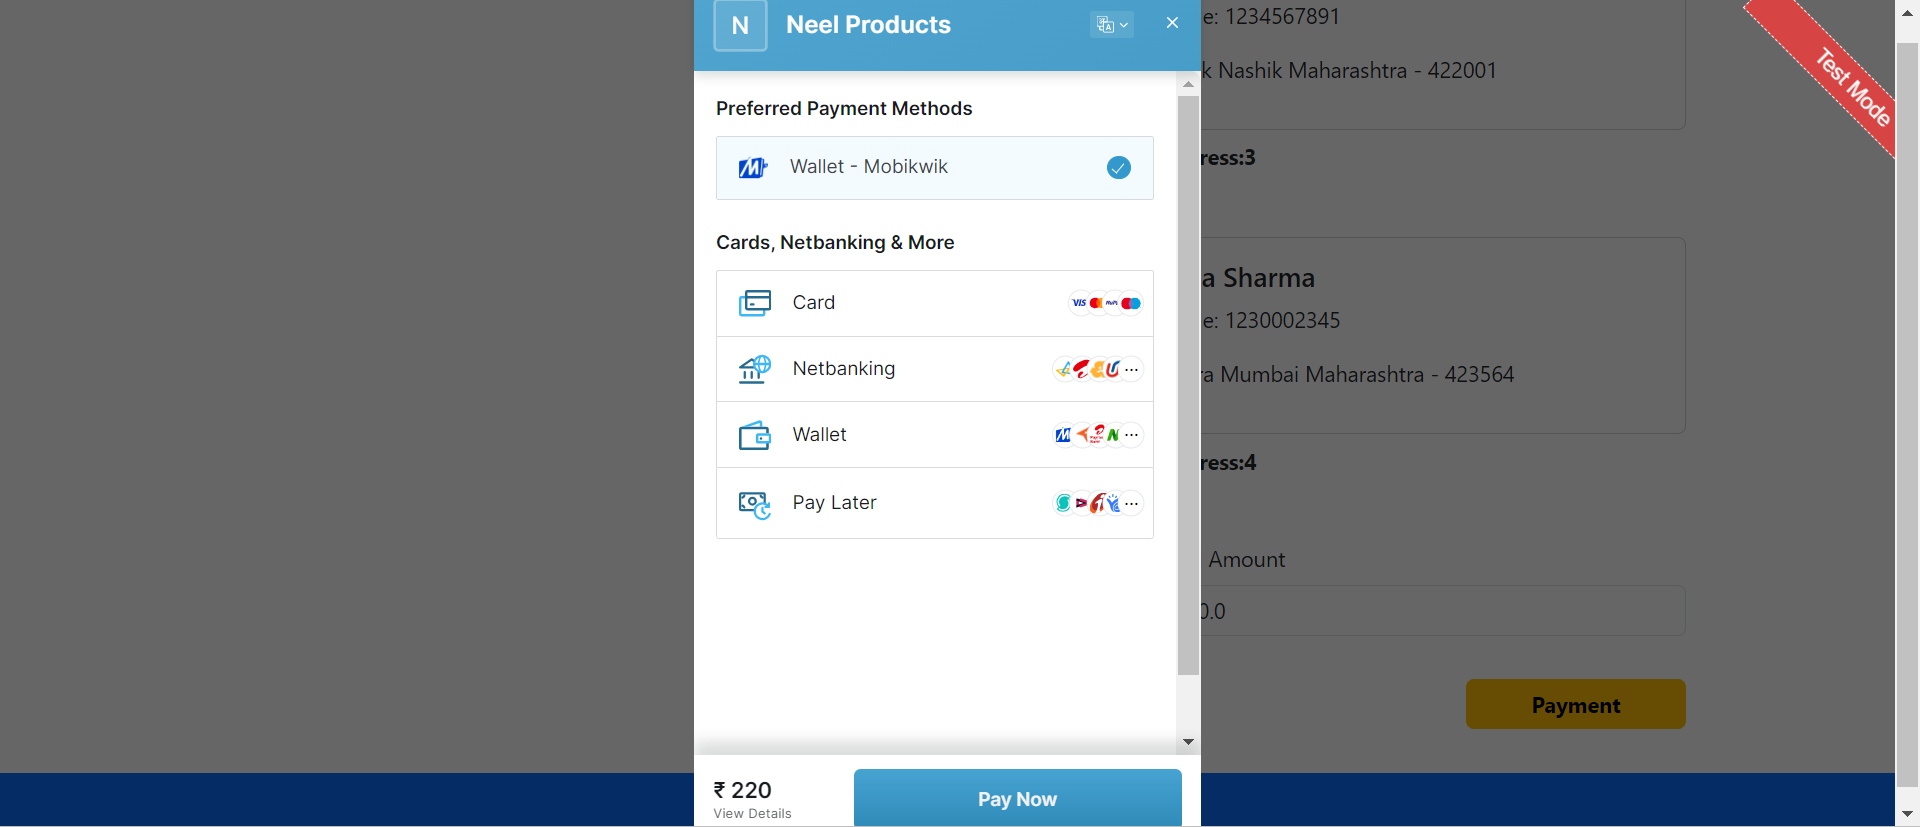 N
Neel Products
Preferred Payment Methods
Wallet - Mobikwik
Cards, Netbanking & More
Card
VIS
Netbanking
Wallet
Pay Later
₹ 220
View Details
Pay Now
e: 1234567891
k Nashik Maharashtra - 422001
ress:3
a Sharma
e: 1230002345
ra Mumbai Maharashtra - 423564
ress:4
Amount
0.0
Payment
Test Mode